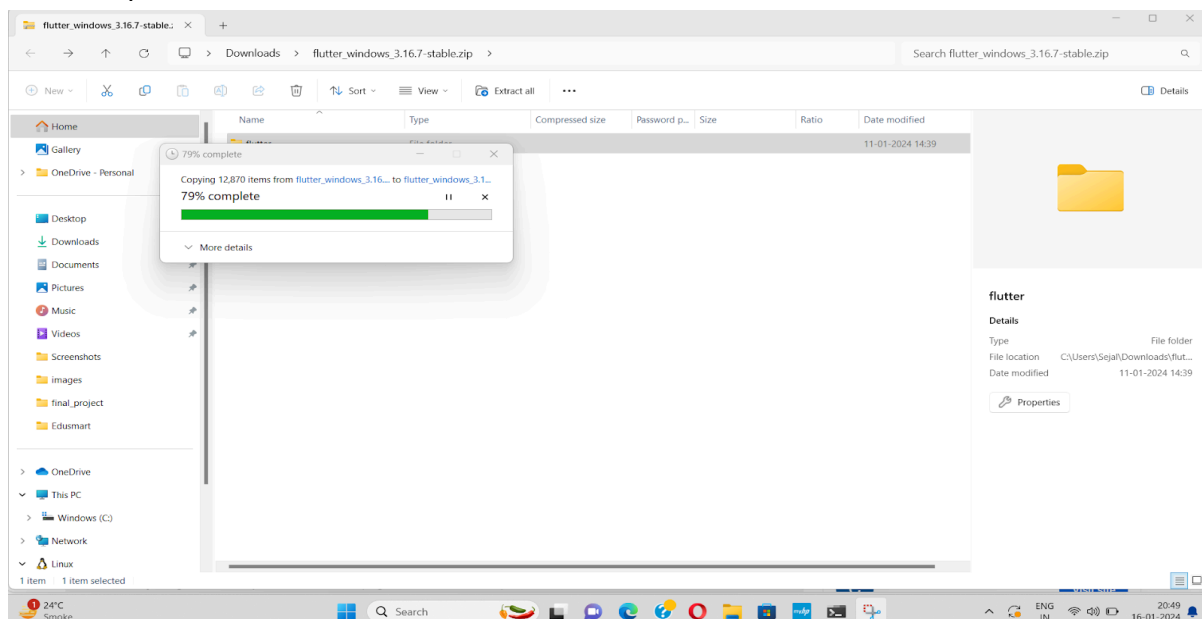 flutter_windows_3.16.7-stable.:
Downloads > flutter_windows_3.16.7-stable.zip >
Search flutter_windows_3.16.7-stable.zip
New
Sort
View
Extract all
Details
Name
Type
Compressed size
Password p...
Size
Ratio
Date modified
flutter
File folder
11-01-2024 14:39
Home
Gallery
OneDrive - Personal
Desktop
Downloads
Documents
Pictures
Music
Videos
Screenshots
images
final_project
Edusmart
OneDrive
This PC
Windows (C:)
Network
Linux
79% complete
Copying 12,870 items from flutter_windows_3.16.... to flutter_windows_3.1...
79% complete
More details
flutter
Details
Type File folder
File location C:\Users\Sejal\Downloads\flut...
Date modified 11-01-2024 14:39
Properties
1 item 1 item selected
1
24°C
Smoke
Search
ENG
IN
20:49
16-01-2024